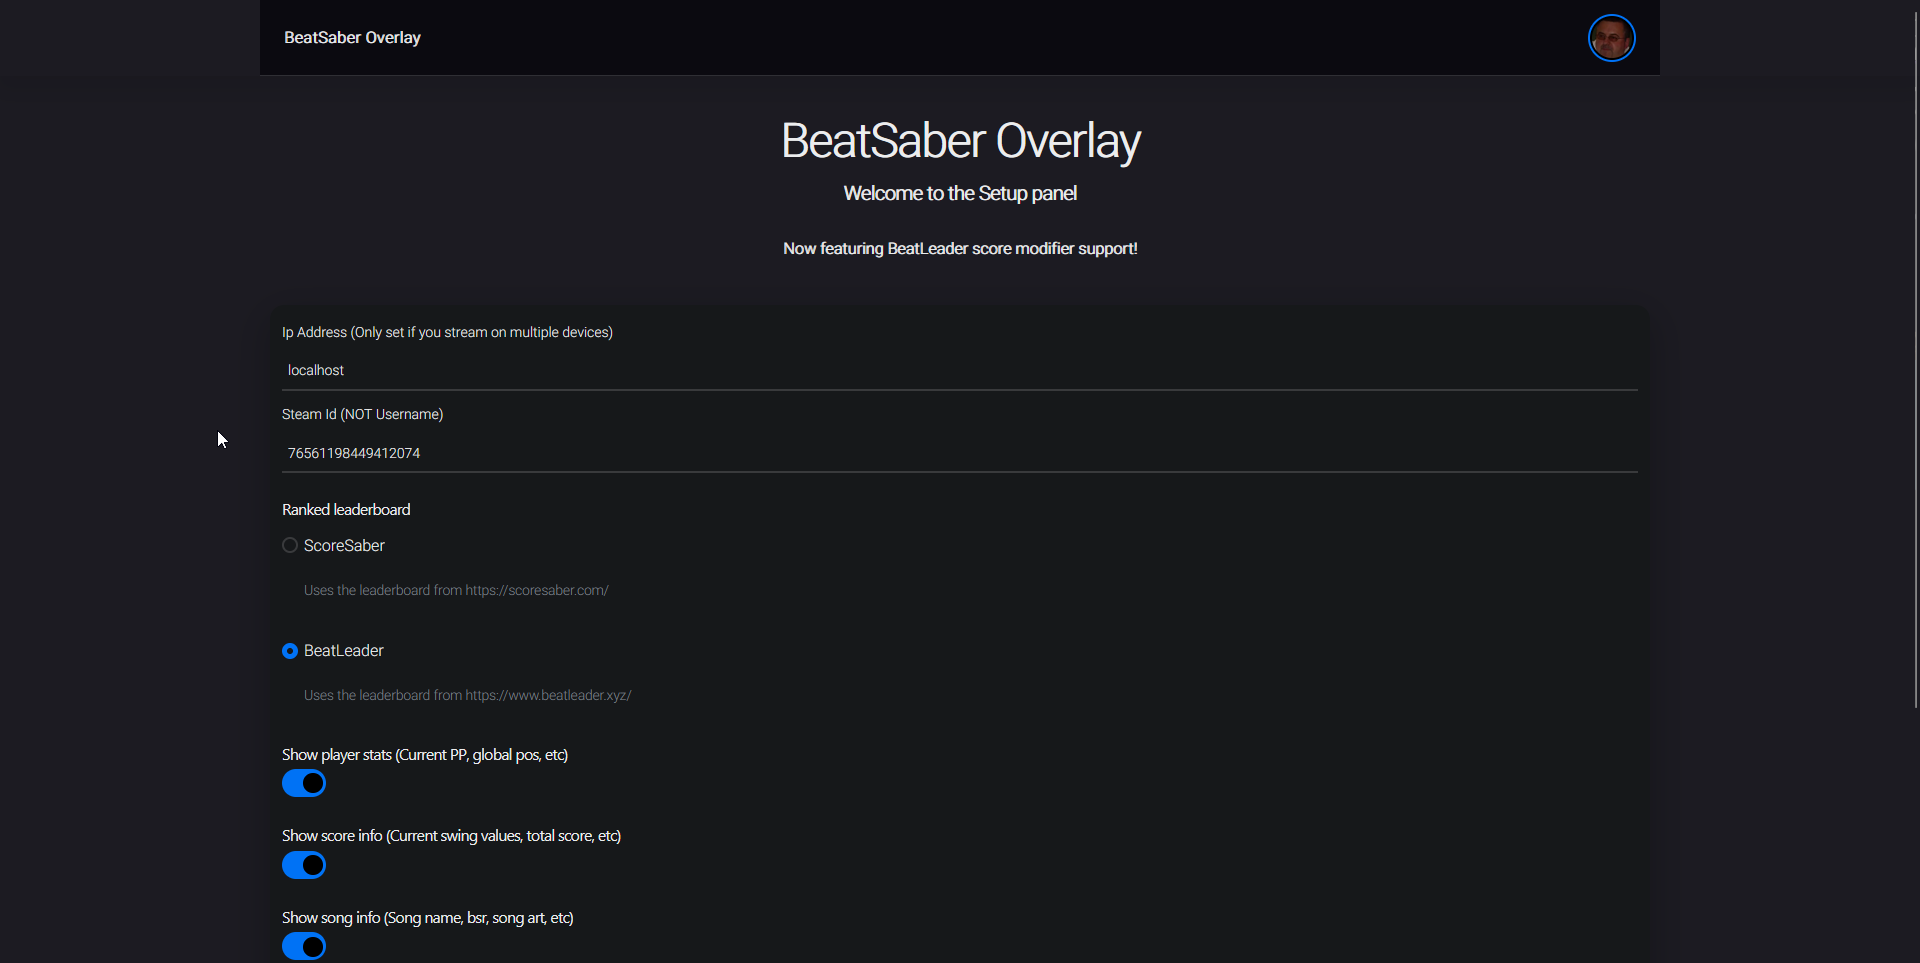 BeatSaber Overlay
BeatSaber Overlay
Welcome to the Setup panel
Now featuring BeatLeader score modifier support!
Ip Address (Only set if you stream on multiple devices)
localhost
Steam Id (NOT Username)
76561198449412074
Ranked leaderboard
ScoreSaber
Uses the leaderboard from https://scoresaber.com/
BeatLeader
Uses the leaderboard from https://www.beatleader.xyz/
Show player stats (Current PP, global pos, etc)
Show score info (Current swing values, total score, etc)
Show song info (Song name, bsr, song art, etc)